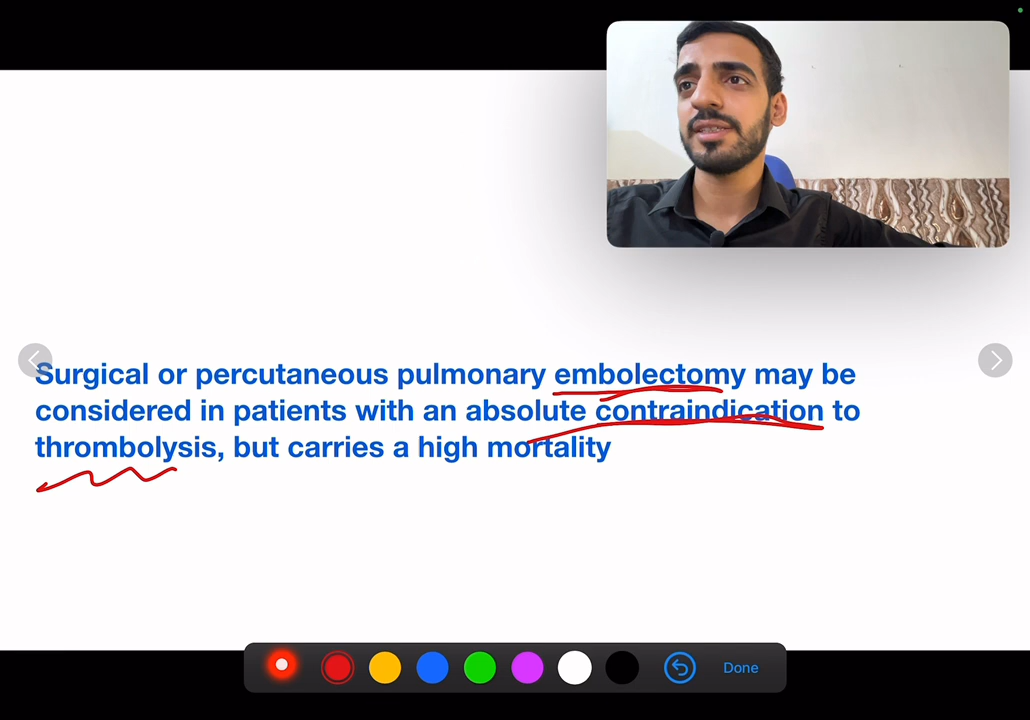 Surgical or percutaneous pulmonary embolectomy may be
considered in patients with an absolute contraindication to
thrombolysis, but carries a high mortality
Done